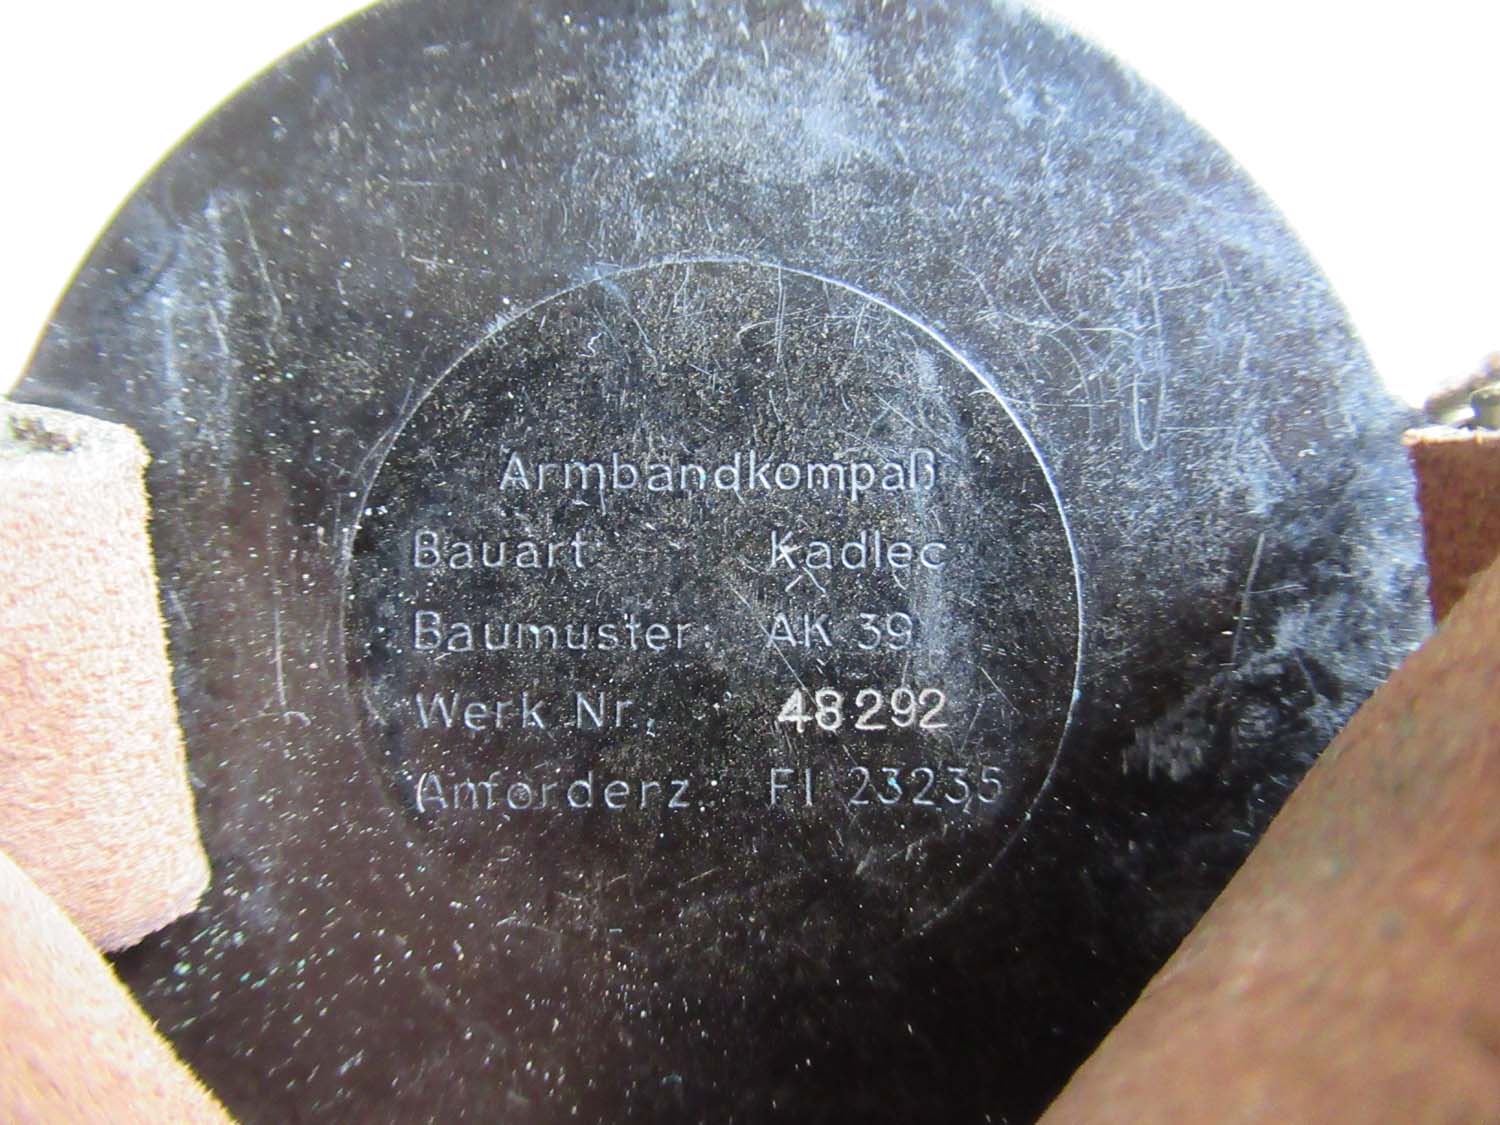 Armbandkompaß
Bauart: Kadlec
Baumuster: AK 39
Werk Nr. 48292
Anforderz.: Fl 23235